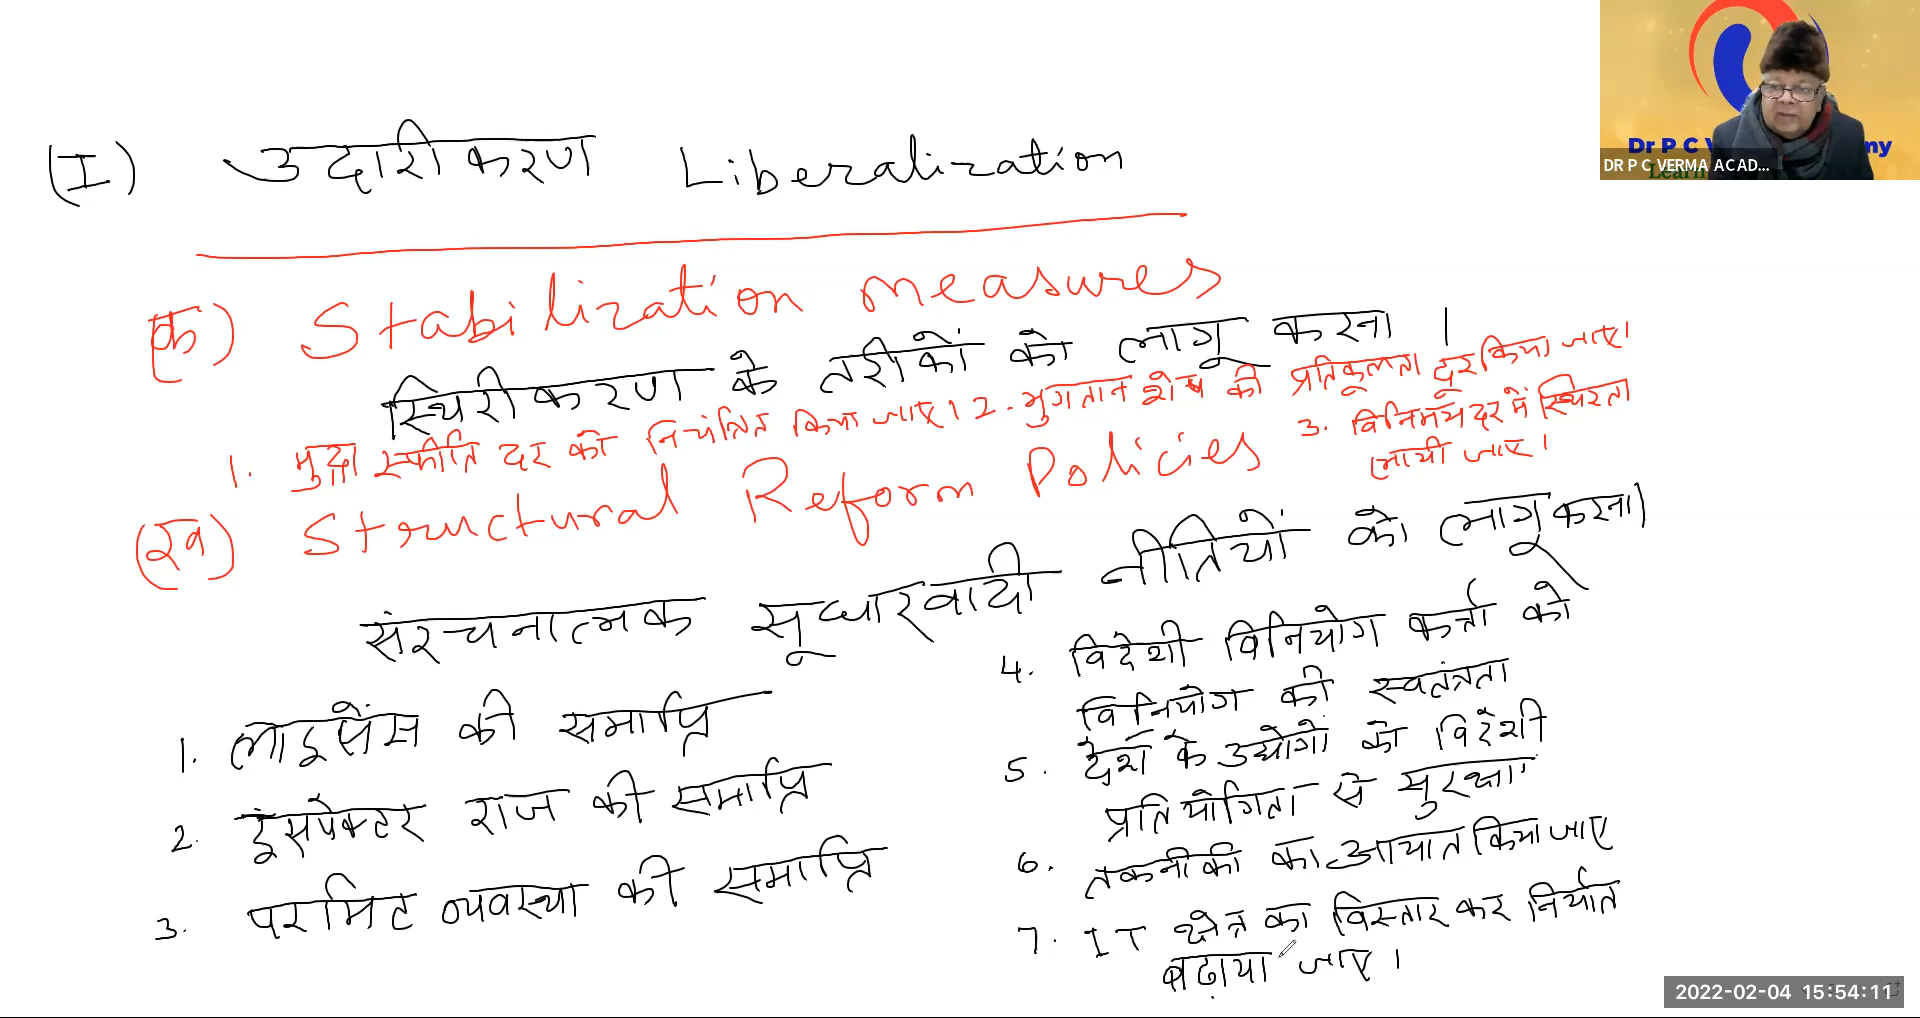 (I) उदारीकरण Liberalization
(क) Stabilization measures
स्थिरीकरण के तरीकों को लागू करना ।
1. मुद्रा स्फीति दर को नियंत्रित किया जाए । 2. भुगतान शेष की प्रतिकूलता दूर किया जाए।
3. विनिमय दर में स्थिरता
लायी जाए ।
(ख) Structural Reform Policies
संरचनात्मक सूधारवादी नीतियों को लागू करना।
1. लाइसेंस की समाप्ति
2. इंसपेक्टर राज की समाप्ति
3. परमिट व्यवस्था की समाप्ति
4. विदेशी विनियोग कर्त्ता को
विनियोग की स्वतंत्रता
5. देश के उद्योगों को विदेशी
प्रतियोगिता से सुरक्षा
6. तकनीकी का आयात किया जाए
7. IT क्षेत्र का विस्तार कर निर्यात
बढ़ाया जाए ।
Dr P C
my
DR P C VERMA ACAD...
Learn
2022-02-04 15:54:11